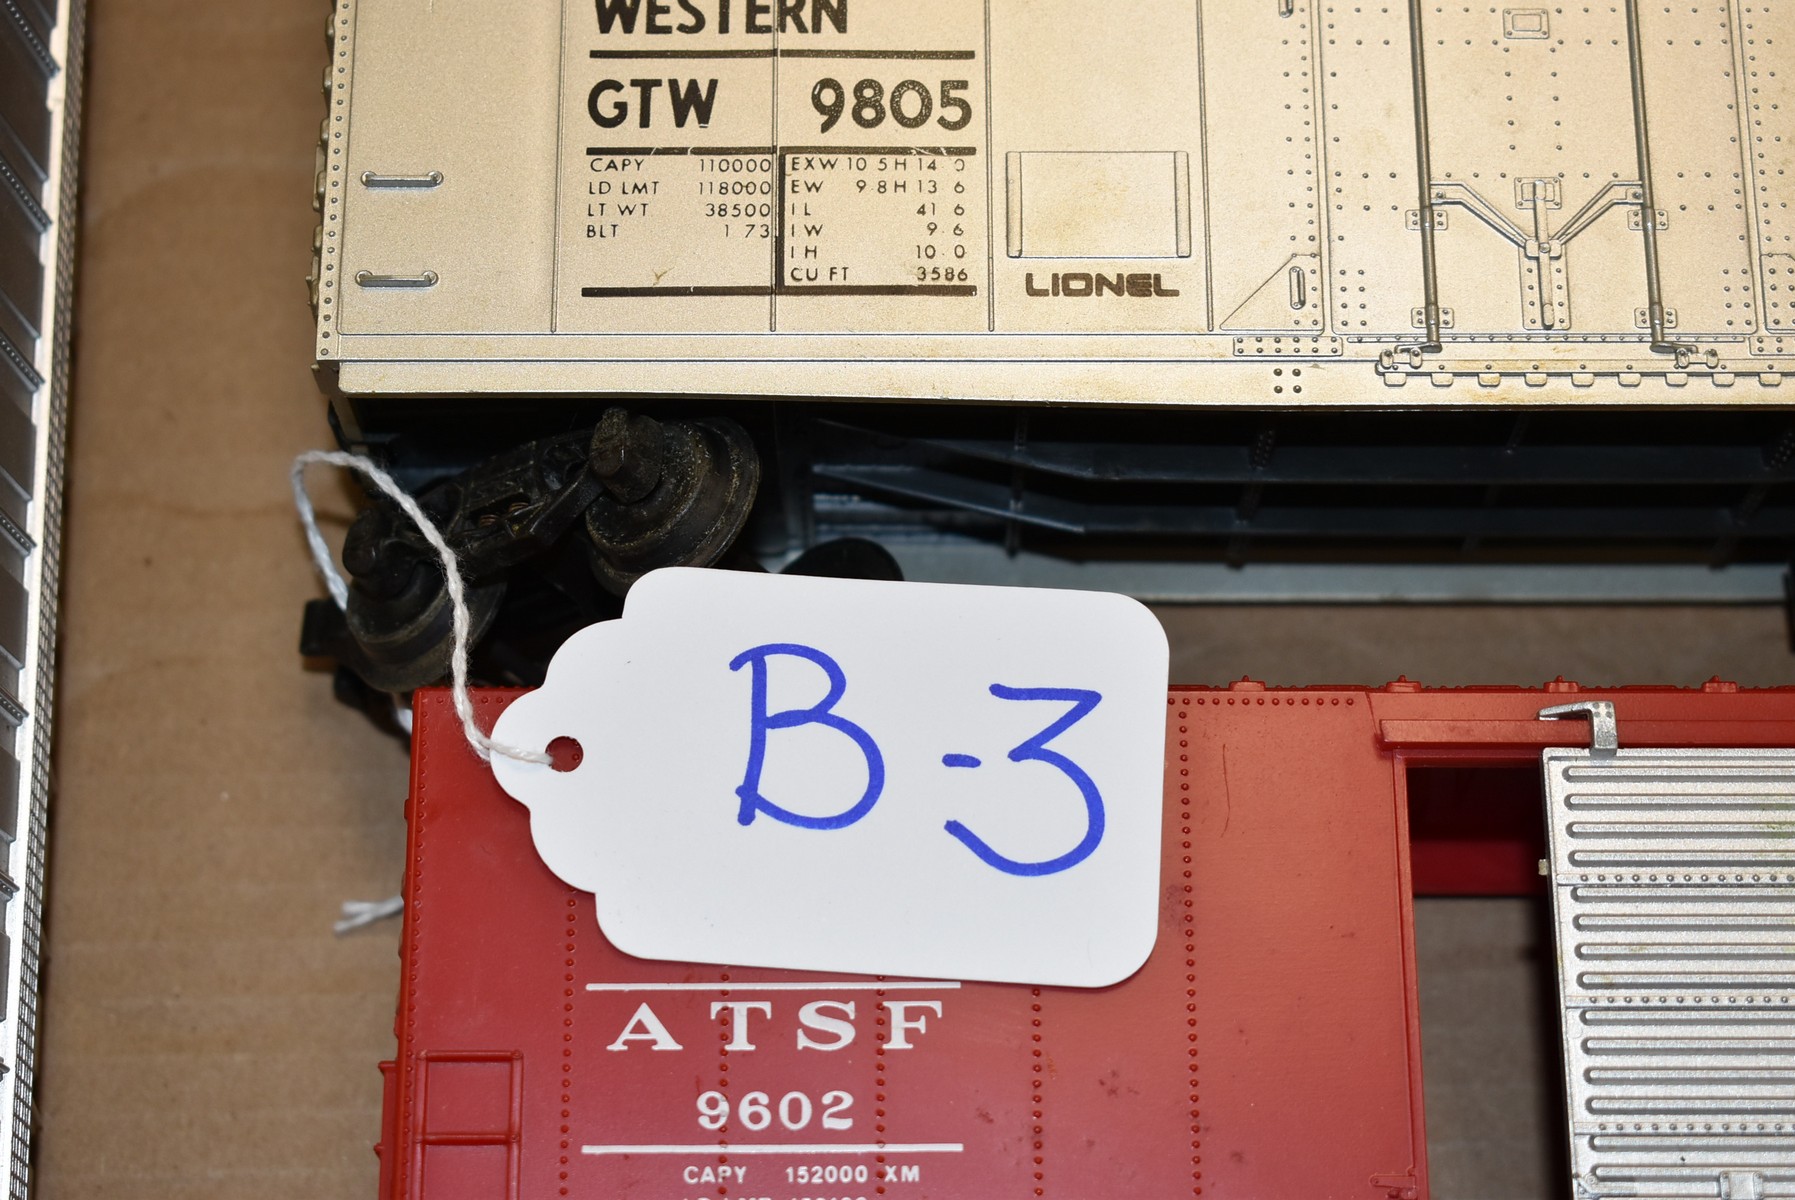 WESTERN
GTW 9805
CAPY 110000
LD LMT 118000
LT WT 38500
BLT 1 73
EXW 10 5 H 14 0
EW 9 8 H 13 6
IL 41 6
IW 9 6
IH 10 0
CU FT 3586
LIONEL
B-3
ATSF
9602
CAPY 152000 XM